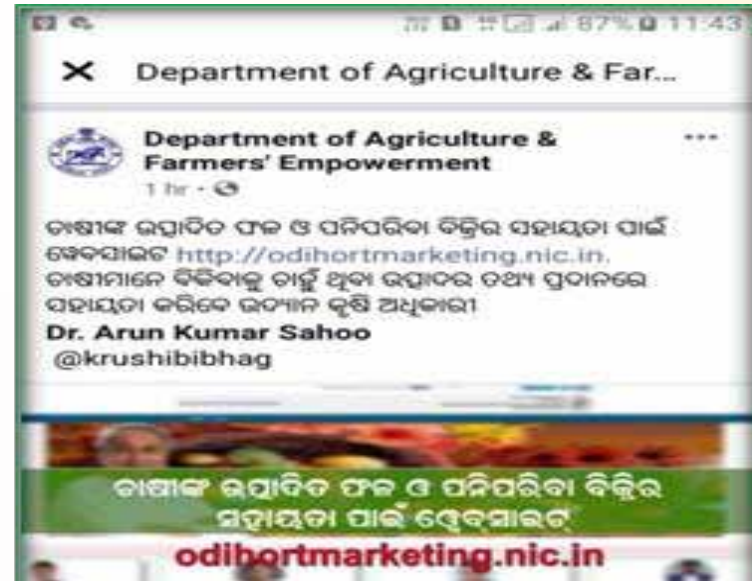 87% 11:43
Department of Agriculture & Far...
Department of Agriculture &
Farmers' Empowerment
1 hr
ଚାଷୀଙ୍କ ଉତ୍ପାଦିତ ଫଳ ଓ ପନିପରିବା ବିକ୍ରିର ସହାୟତା ପାଇଁ
ୱେବସାଇଟ http://odihortmarketing.nic.in.
ଚାଷୀମାନେ ବିକିବାକୁ ଚାହୁଁ ଥିବା ଉତ୍ପାଦର ତଥ୍ୟ ପ୍ରଦାନରେ
ସହାୟତା କରିବେ ଉଦ୍ୟାନ କୃଷି ଅଧିକାରୀ
Dr. Arun Kumar Sahoo
@krushibibhag
ଚାଷୀଙ୍କ ଉତ୍ପାଦିତ ଫଳ ଓ ପନିପରିବା ବିକ୍ରିର
ସହାୟତା ପାଇଁ ୱେବ୍‌ସାଇଟ୍
odihortmarketing.nic.in